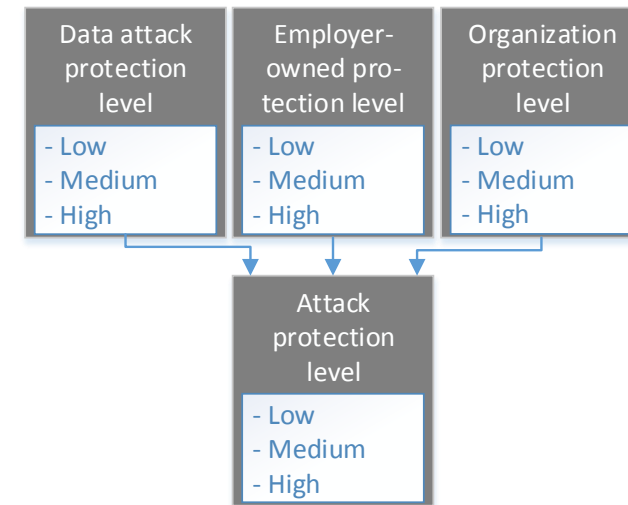 Data attack
protection
level
- Low
- Medium
- High
Employer-
owned pro-
tection level
- Low
- Medium
- High
Organization
protection
level
- Low
- Medium
- High
Attack
protection
level
- Low
- Medium
- High